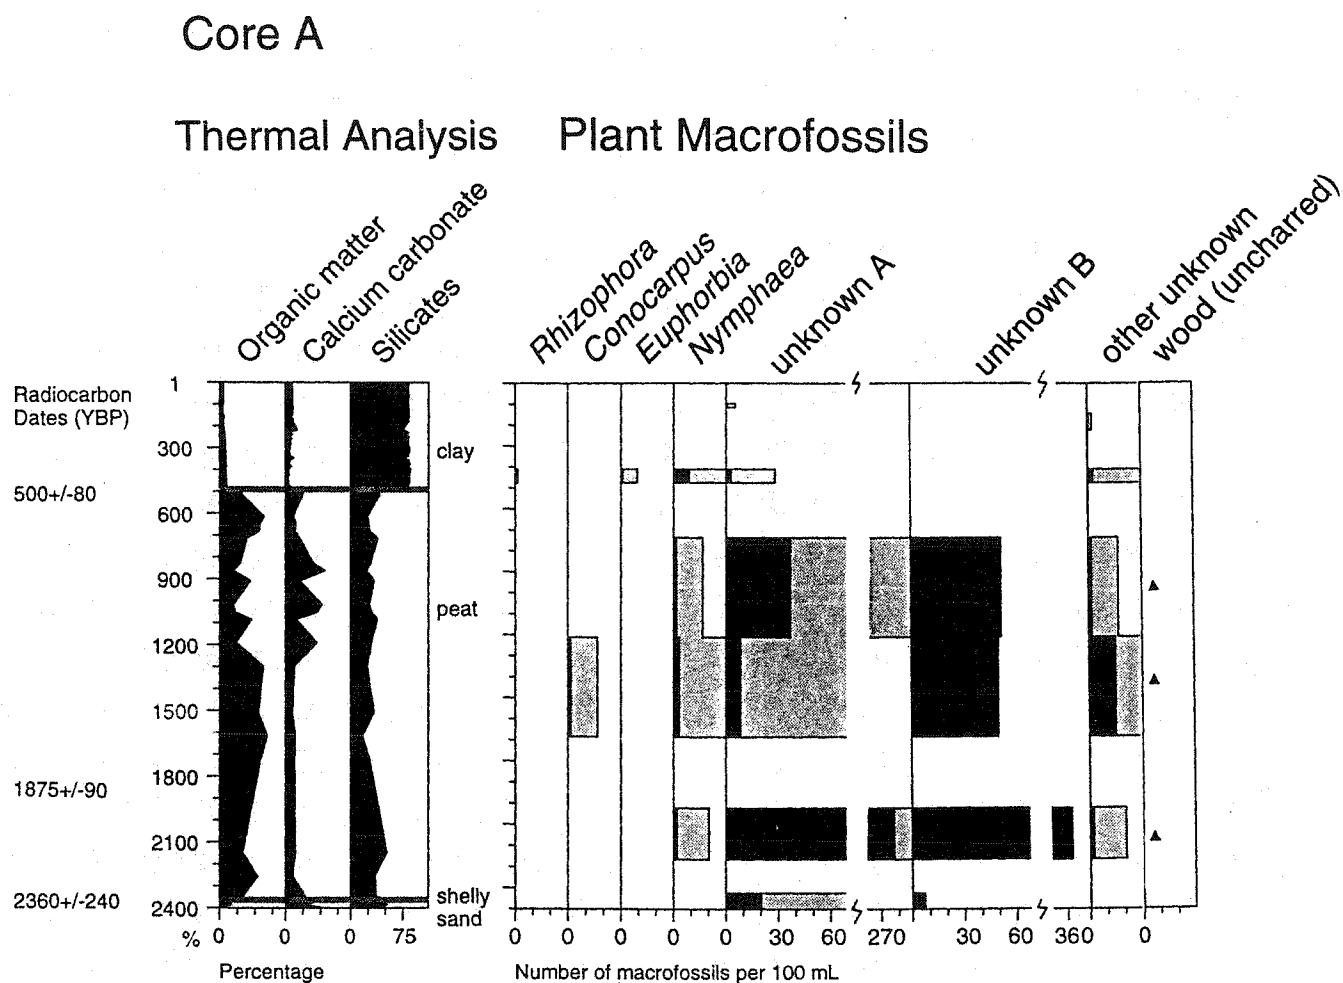 Core A
Thermal Analysis
Plant Macrofossils
Organic matter
Calcium carbonate
Silicates
Rhizophora
Conocarpus
Euphorbia
Nymphaea
unknown A
unknown B
other unknown
wood (uncharred)
Radiocarbon
Dates (YBP)
500+/-80
1875+/-90
2360+/-240
1
300
600
900
1200
1500
1800
2100
2400
clay
peat
shelly
sand
% 0 0 0 75
0 0 0 0 0 30 60 270 30 60 360 0
Percentage
Number of macrofossils per 100 mL